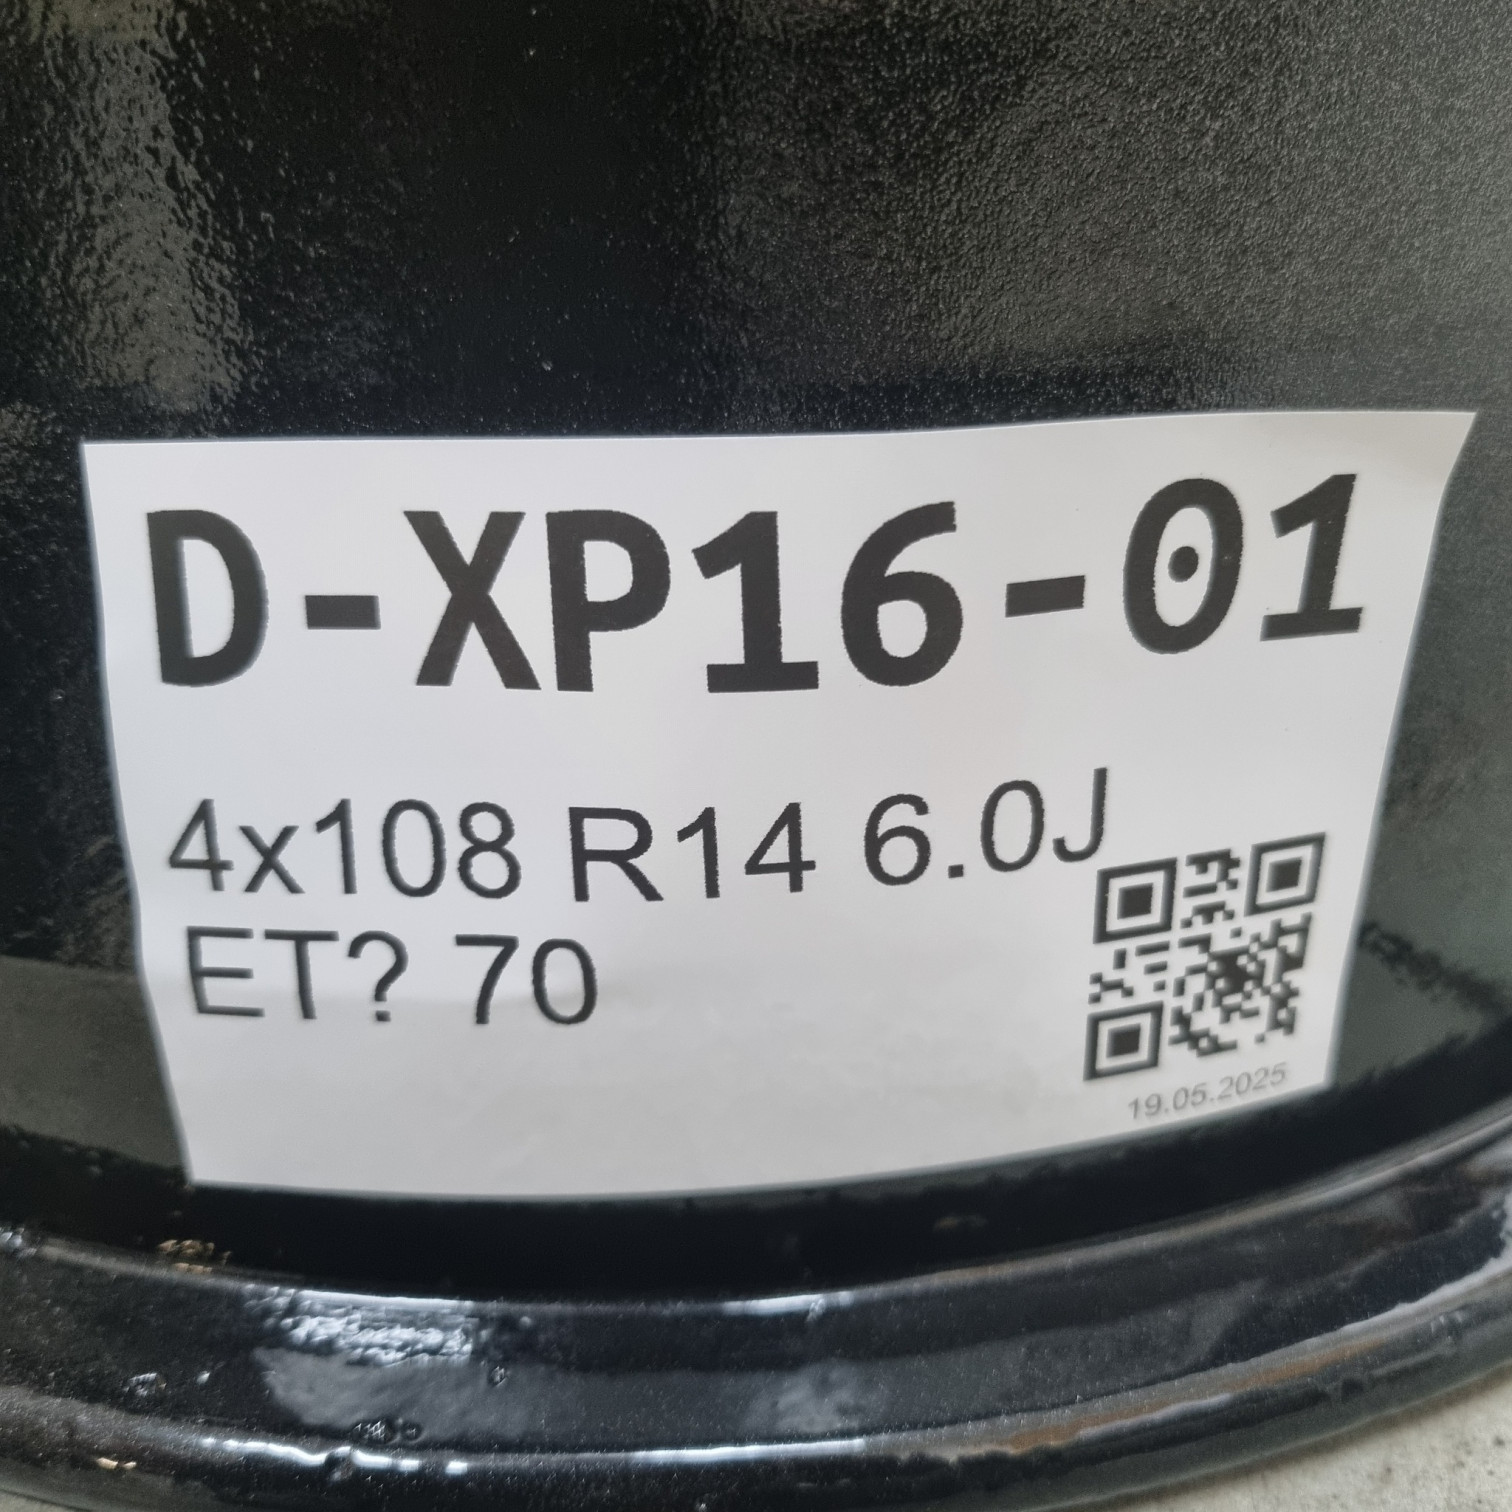 D-XP16-01
4x108 R14 6.0J
ET? 70
19.05.2025